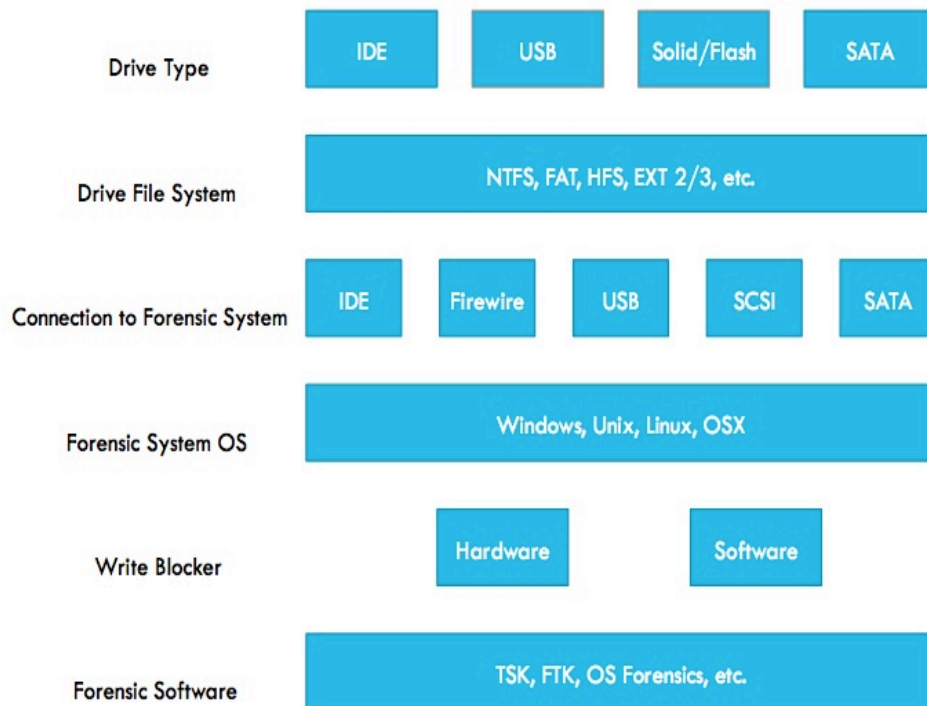 Drive Type
IDE
USB
Solid/Flash
SATA
Drive File System
NTFS, FAT, HFS, EXT 2/3, etc.
Connection to Forensic System
IDE
Firewire
USB
SCSI
SATA
Forensic System OS
Windows, Unix, Linux, OSX
Write Blocker
Hardware
Software
Forensic Software
TSK, FTK, OS Forensics, etc.